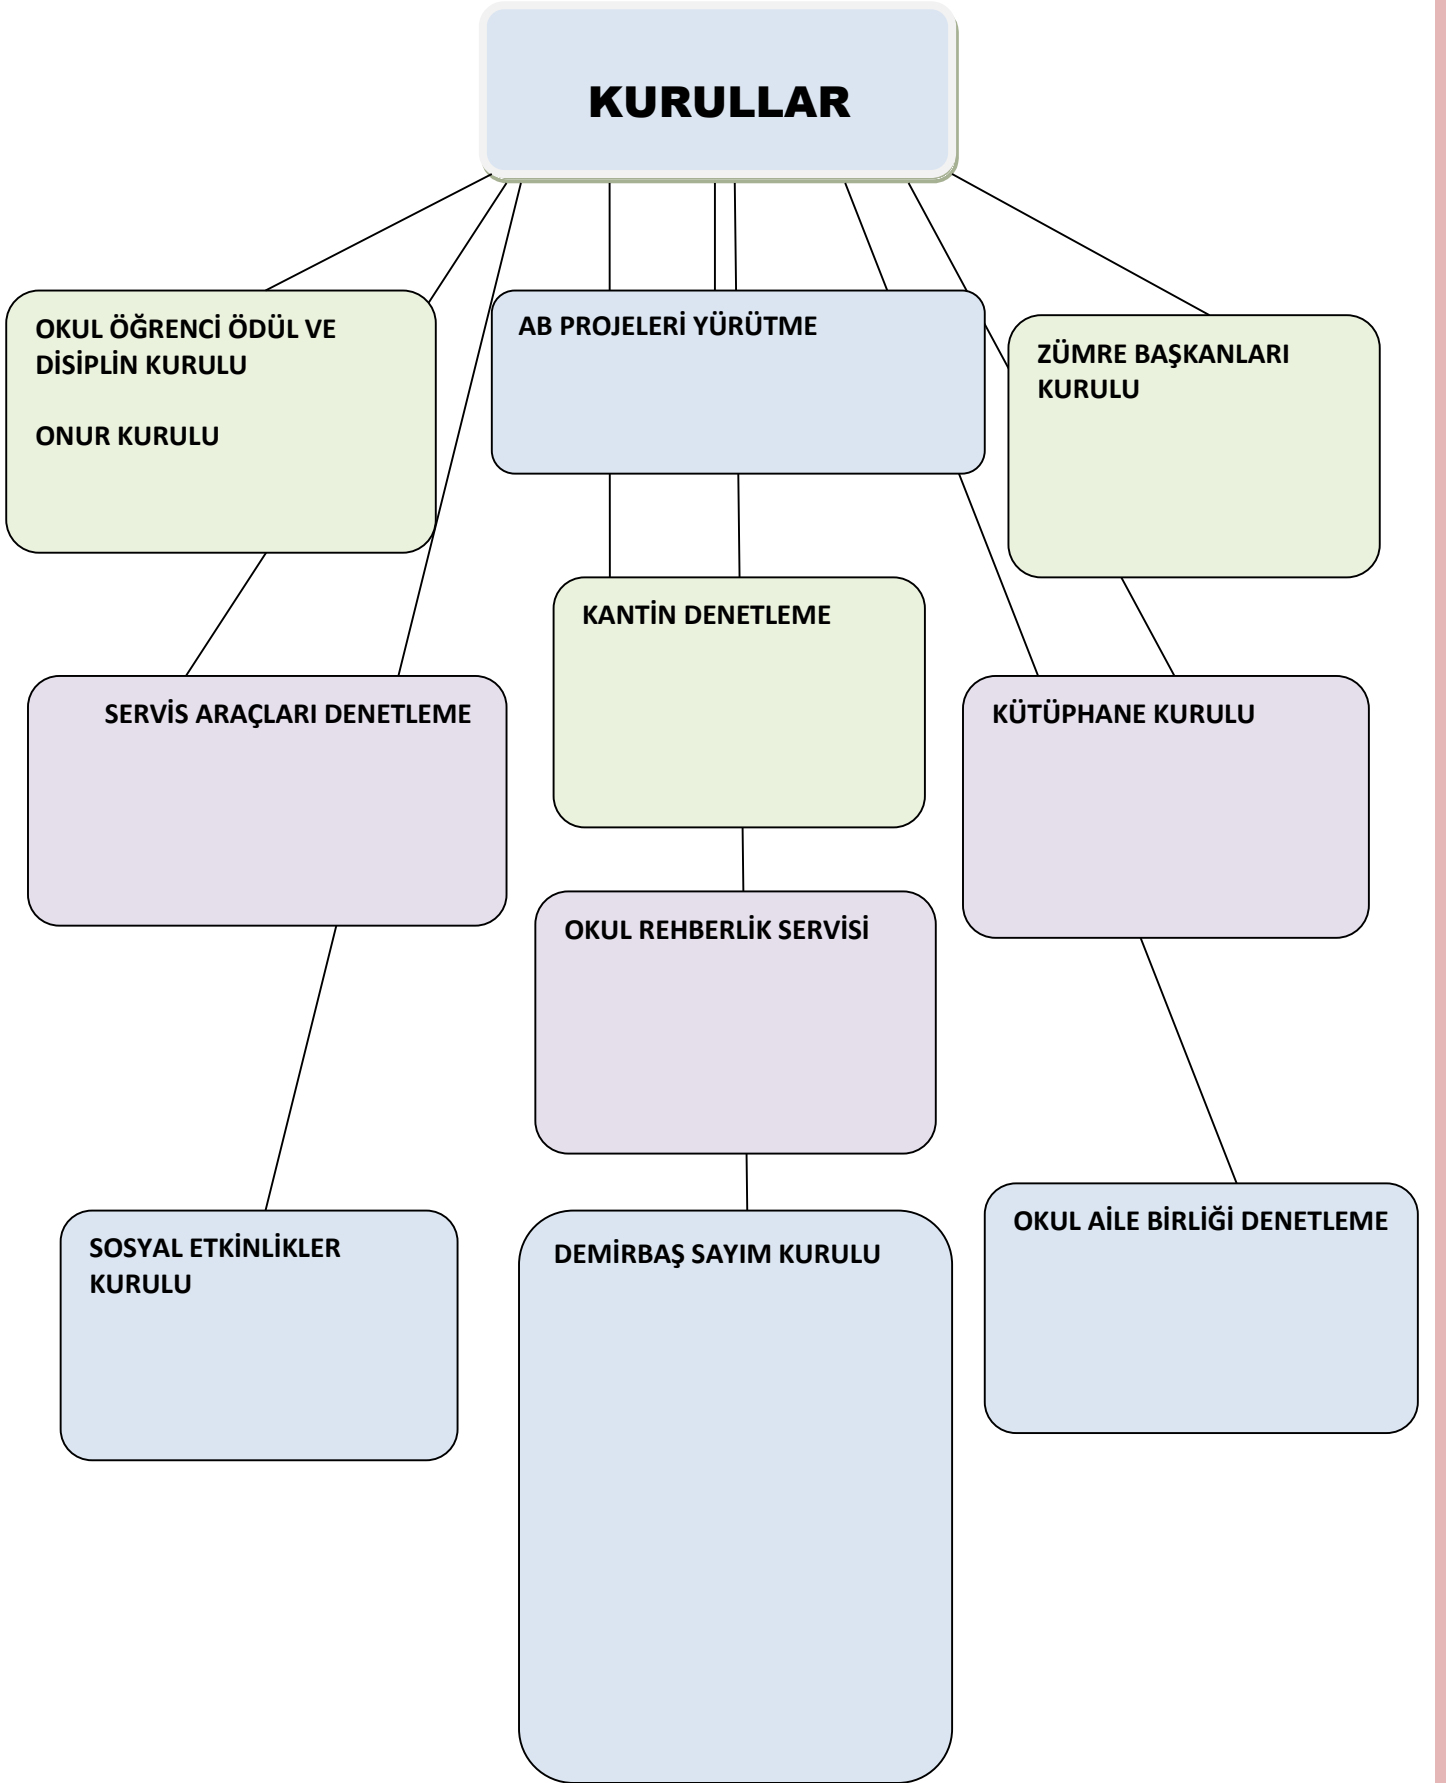 KURULLAR
OKUL ÖĞRENCİ ÖDÜL VE
DİSİPLİN KURULU
ONUR KURULU
AB PROJELERİ YÜRÜTME
ZÜMRE BAŞKANLARI
KURULU
KANTİN DENETLEME
SERVİS ARAÇLARI DENETLEME
KÜTÜPHANE KURULU
OKUL REHBERLİK SERVİSİ
SOSYAL ETKİNLİKLER
KURULU
DEMİRBAŞ SAYIM KURULU
OKUL AİLE BİRLİĞİ DENETLEME